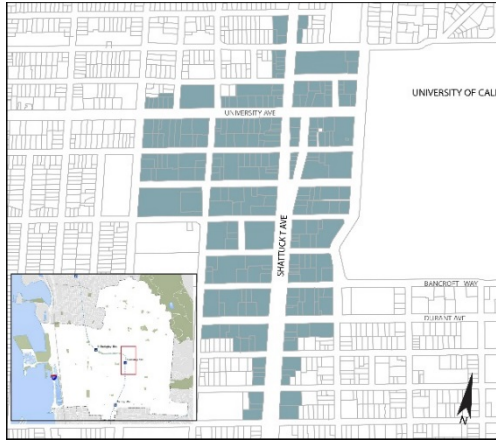 UNIVERSITY OF CALI
UNIVERSITY AVE
SHATTUCK AVE
BANCROFT WAY
DURANT AVE
N